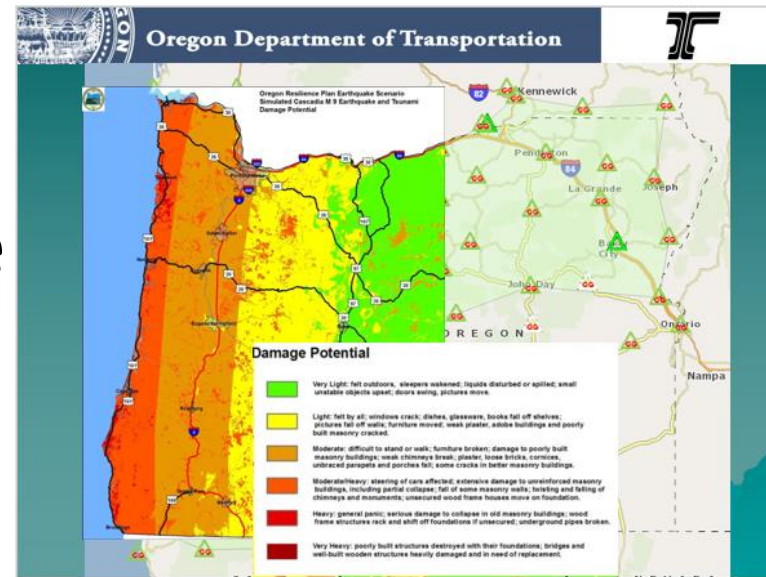 Oregon Department of Transportation
Oregon Resilience Plan Earthquake Scenario
Simulated Cascadia M 9 Earthquake and Tsunami
Damage Potential
82
Kennewick
Pendleton
84
La Grande
Joseph
Baker
City
John Day
OREGON
Ontario
Nampa
Damage Potential
Very Light: felt outdoors, sleepers wakened; liquids disturbed or spilled; small
unstable objects upset; doors swing, pictures move.
Light: felt by all; windows crack; dishes, glassware, books fall off shelves;
pictures fall off walls; furniture moved; weak plaster, adobe buildings and poorly
built masonry cracked.
Moderate: difficult to stand or walk; furniture broken; damage to poorly built
masonry buildings; weak chimneys break; plaster, loose bricks, cornices,
unbraced parapets and porches fall; some cracks in better masonry buildings.
Moderate/Heavy: steering of cars affected; extensive damage to unreinforced masonry
buildings, including partial collapse; fall of some masonry walls; twisting and falling of
chimneys and monuments; unsecured wood frame houses move on foundation.
Heavy: general panic; serious damage to collapse in old masonry buildings; wood
frame structures rack and shift off foundations if unsecured; underground pipes broken.
Very Heavy: poorly built structures destroyed with their foundations; bridges and
well-built wooden structures heavily damaged and in need of replacement.